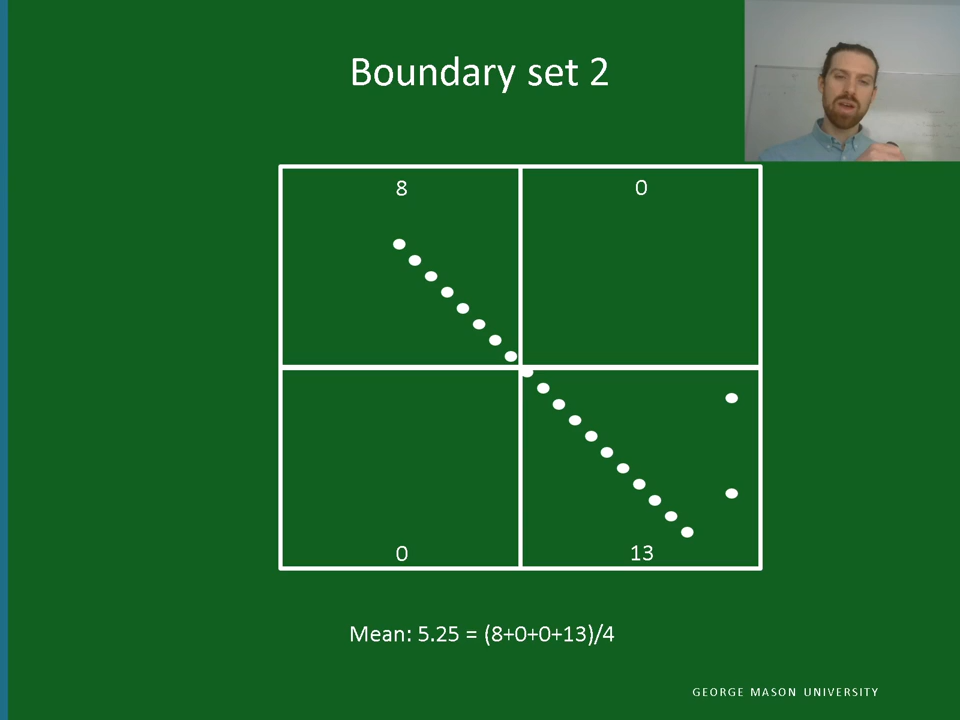 Boundary set 2
8
0
0
13
Mean: 5.25 = (8+0+0+13)/4
GEORGE MASON UNIVERSITY